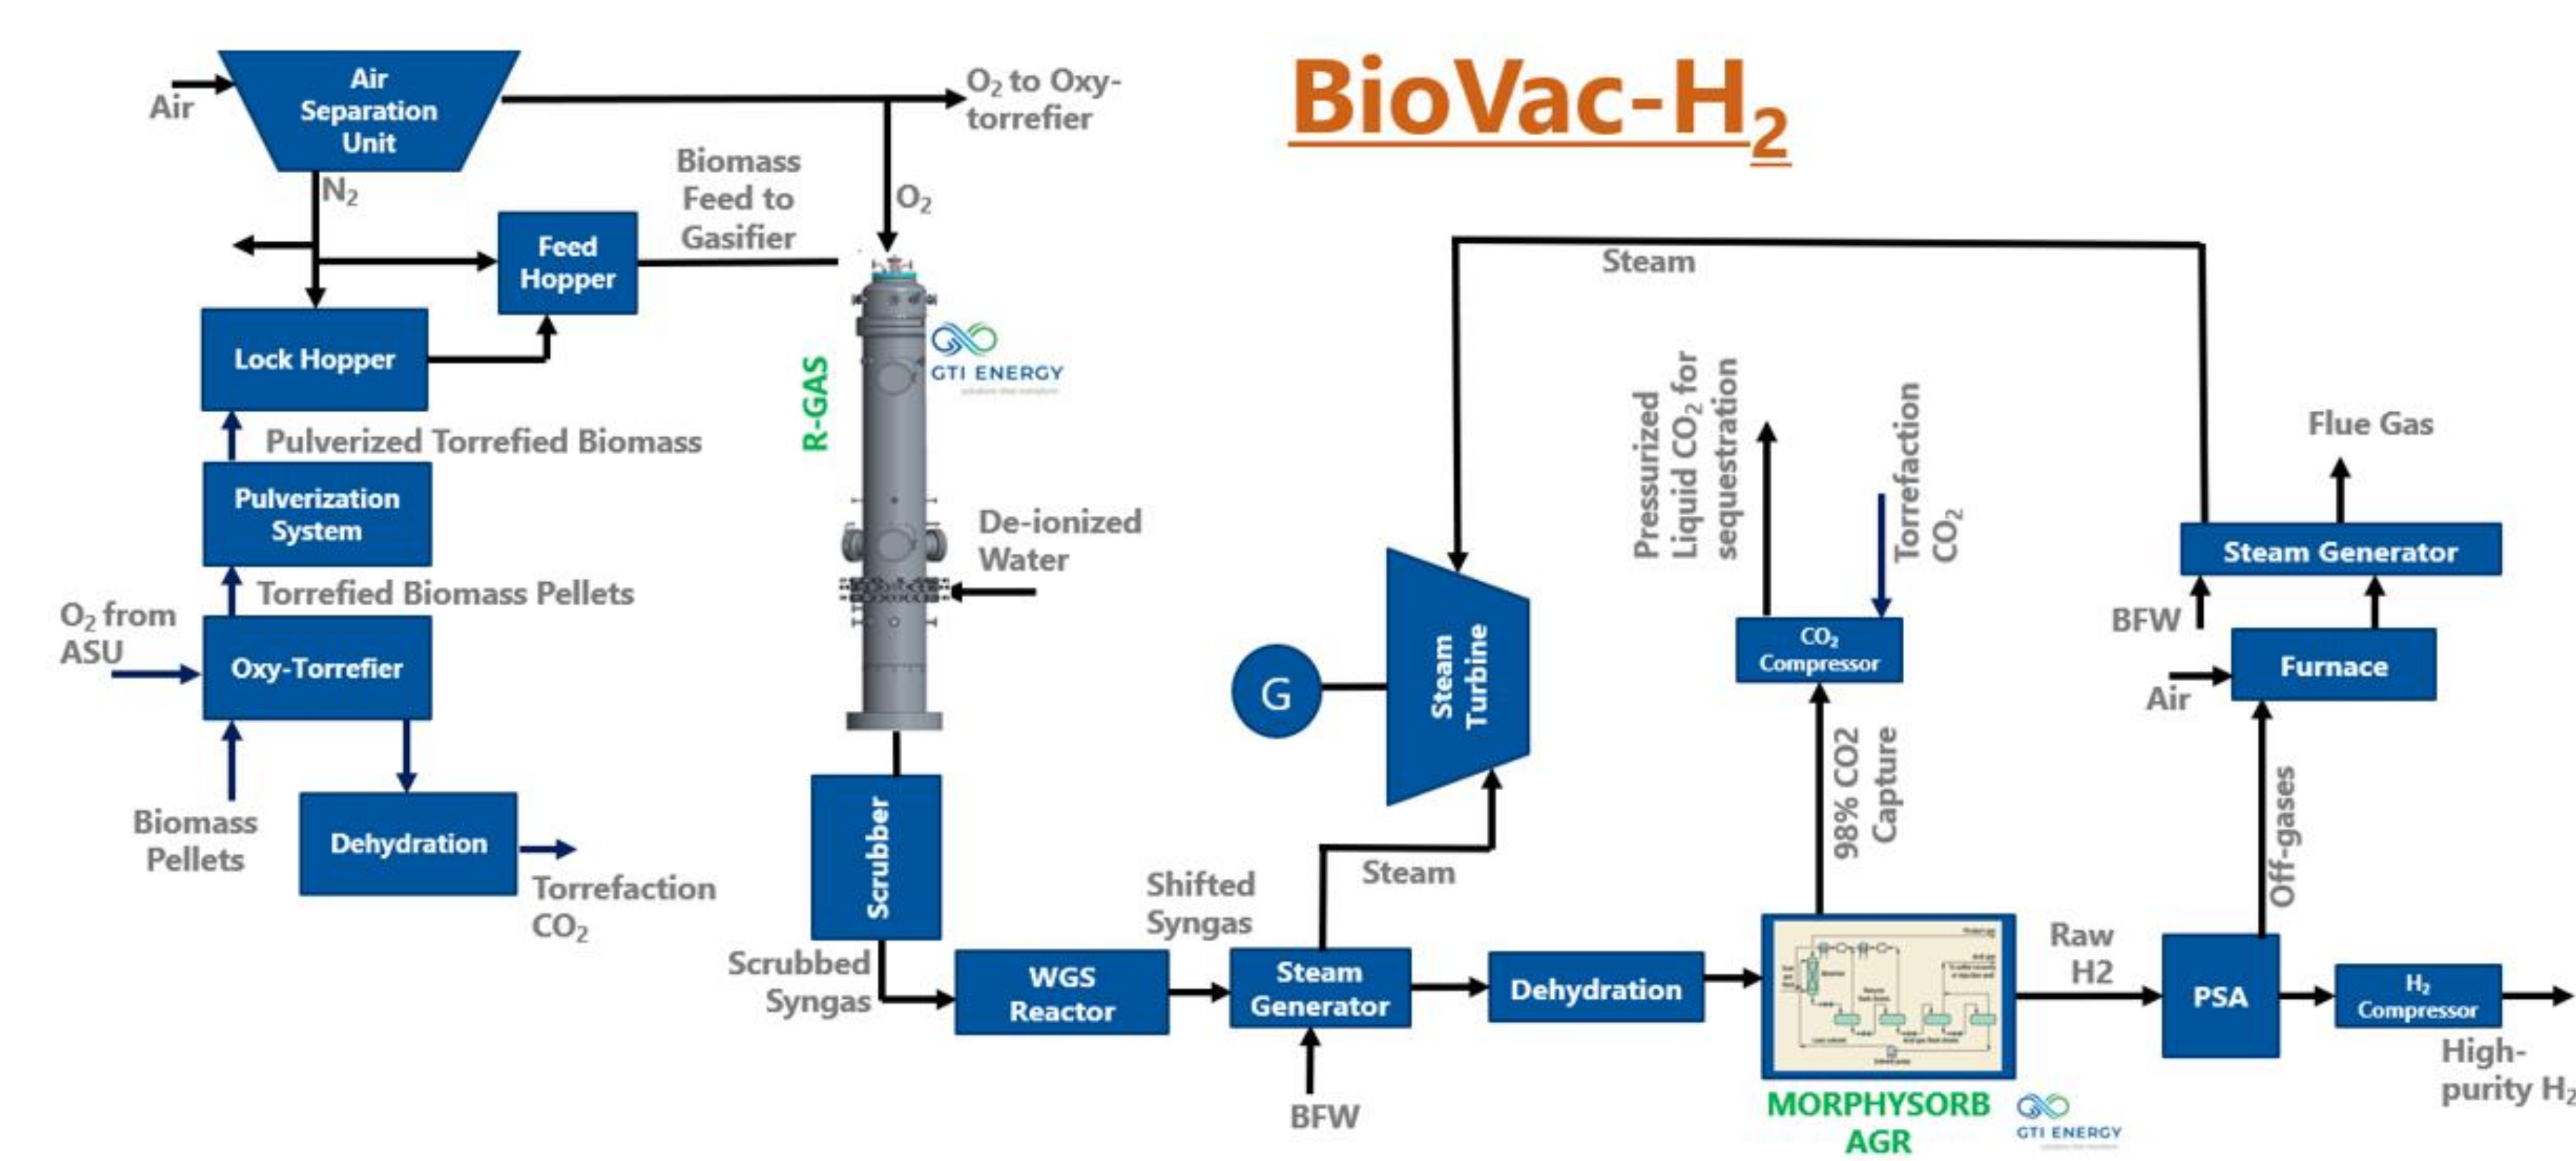 BioVac-H₂
Air
Air
Separation
Unit
O₂ to Oxy-
torrefier
N₂
O₂
Biomass
Feed to
Gasifier
Feed
Hopper
Lock Hopper
Pulverized Torrefied Biomass
Pulverization
System
Torrefied Biomass Pellets
O₂ from
ASU
Oxy-Torrefier
Biomass
Pellets
Dehydration
Torrefaction
CO₂
R-GAS
GTI ENERGY
solutions that transform
De-ionized
Water
Scrubber
Scrubbed
Syngas
WGS
Reactor
Shifted
Syngas
Steam
Generator
BFW
Steam
G
Steam
Turbine
Steam
Dehydration
MORPHYSORB
AGR
GTI ENERGY
98% CO2
Capture
CO₂
Compressor
Pressurized
Liquid CO₂ for
sequestration
Torrefaction
CO₂
Raw
H2
PSA
Off-gases
Air
Furnace
BFW
Steam Generator
Flue Gas
H₂
Compressor
High-
purity H₂